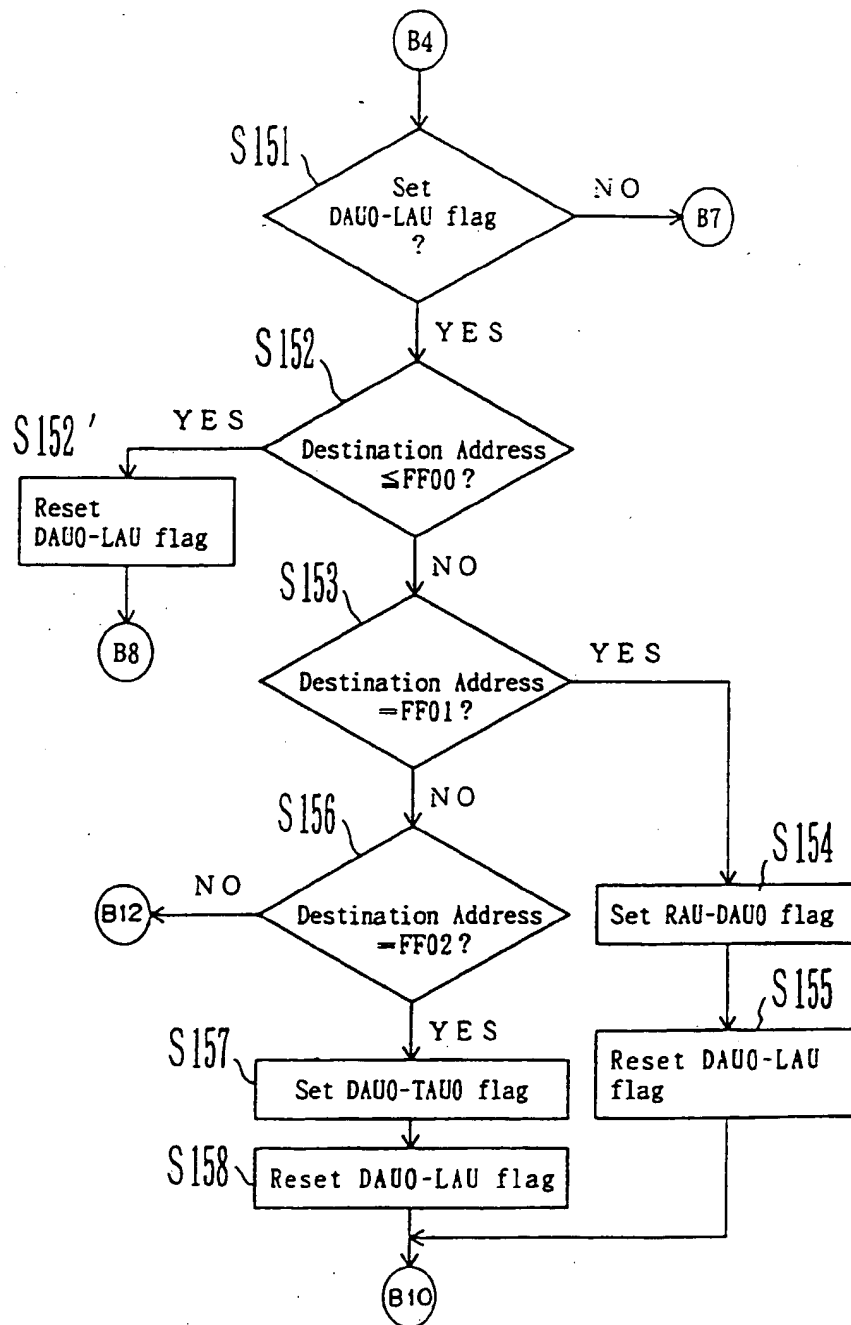 B4
S151
Set
DAU0-LAU flag
?
NO
B7
YES
S152
YES
S152'
Destination Address
≦FF00?
Reset
DAU0-LAU flag
NO
S153
B8
YES
Destination Address
=FF01?
NO
S156
S154
NO
B12
Destination Address
=FF02?
Set RAU-DAU0 flag
S155
YES
S157
Reset DAU0-LAU
flag
Set DAU0-TAU0 flag
S158
Reset DAU0-LAU flag
B10